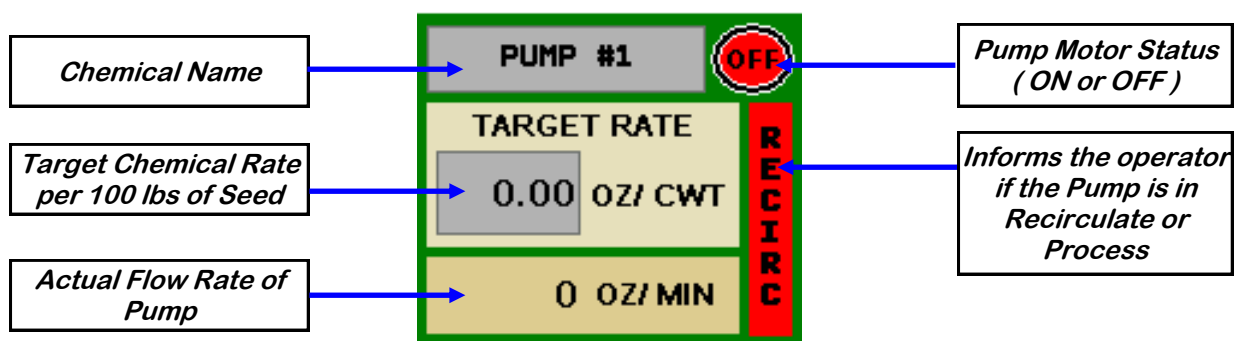 Chemical Name
Target Chemical Rate
per 100 lbs of Seed
Actual Flow Rate of
Pump
PUMP #1
OFF
TARGET RATE
0.00 OZ/ CWT
0 OZ/ MIN
RECIRC
Pump Motor Status
( ON or OFF )
Informs the operator
if the Pump is in
Recirculate or
Process